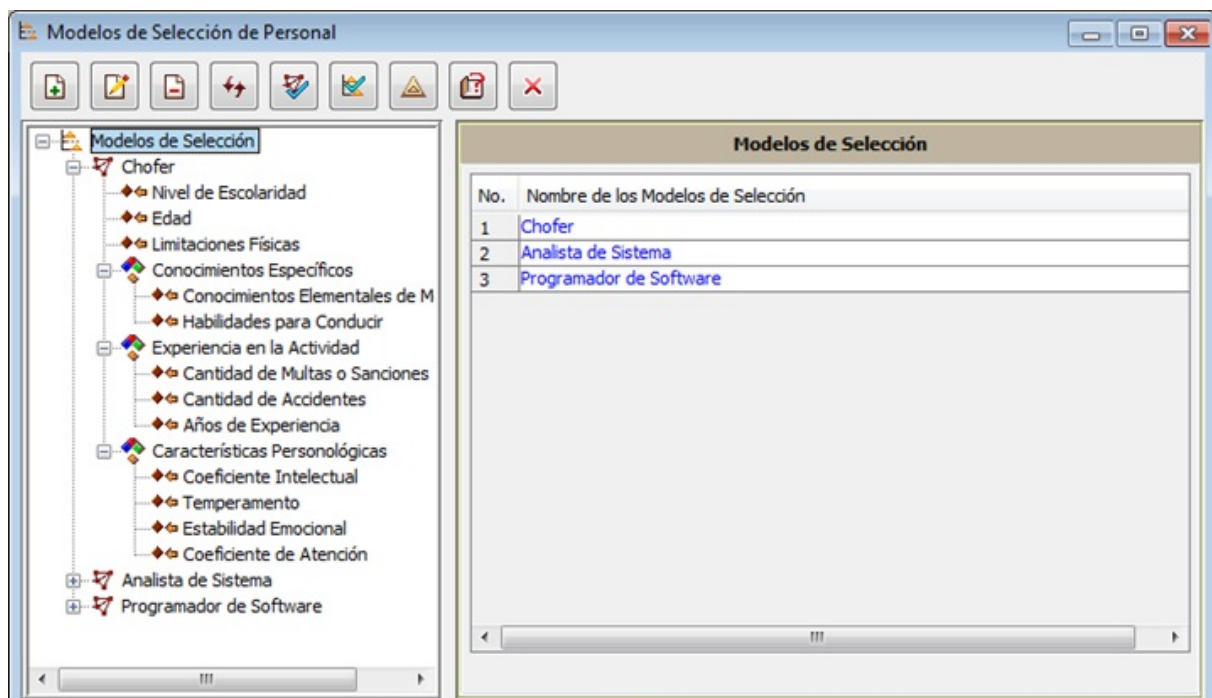 Modelos de Selección de Personal
Modelos de Selección
Chofer
Nivel de Escolaridad
Edad
Limitaciones Físicas
Conocimientos Específicos
Conocimientos Elementales de M
Habilidades para Conducir
Experiencia en la Actividad
Cantidad de Multas o Sanciones
Cantidad de Accidentes
Años de Experiencia
Características Personológicas
Coeficiente Intelectual
Temperamento
Estabilidad Emocional
Coeficiente de Atención
Analista de Sistema
Programador de Software
Modelos de Selección
No. Nombre de los Modelos de Selección
1 Chofer
2 Analista de Sistema
3 Programador de Software